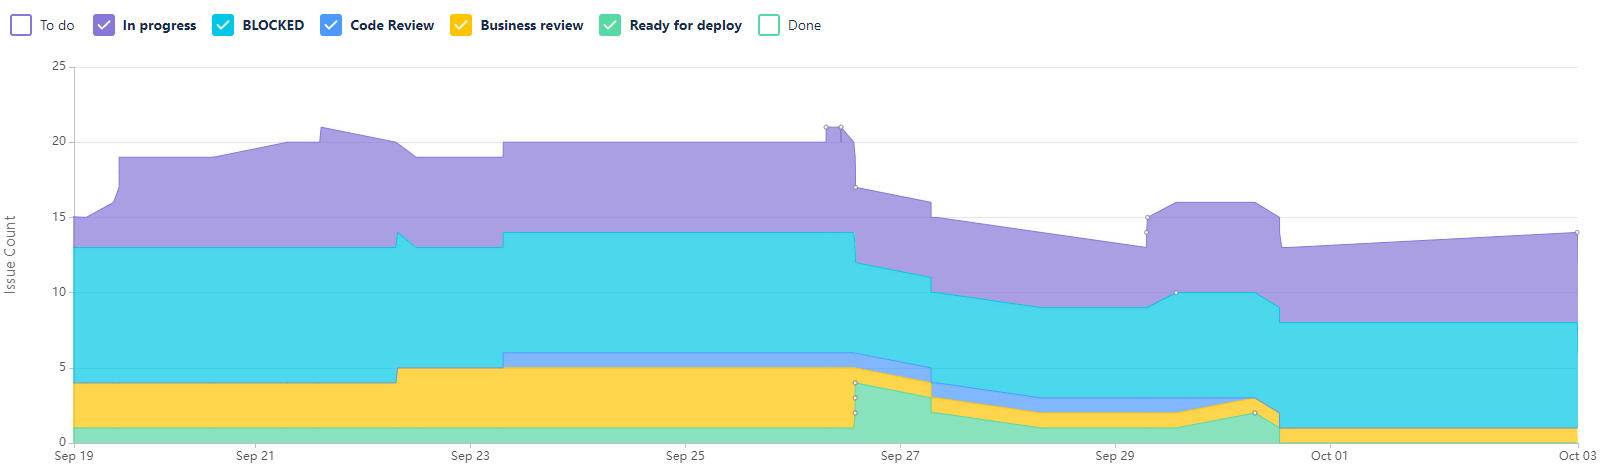 To do In progress BLOCKED Code Review Business review Ready for deploy Done
25
20
15
10
5
0
Issue Count
Sep 19 Sep 21 Sep 23 Sep 25 Sep 27 Sep 29 Oct 01 Oct 03